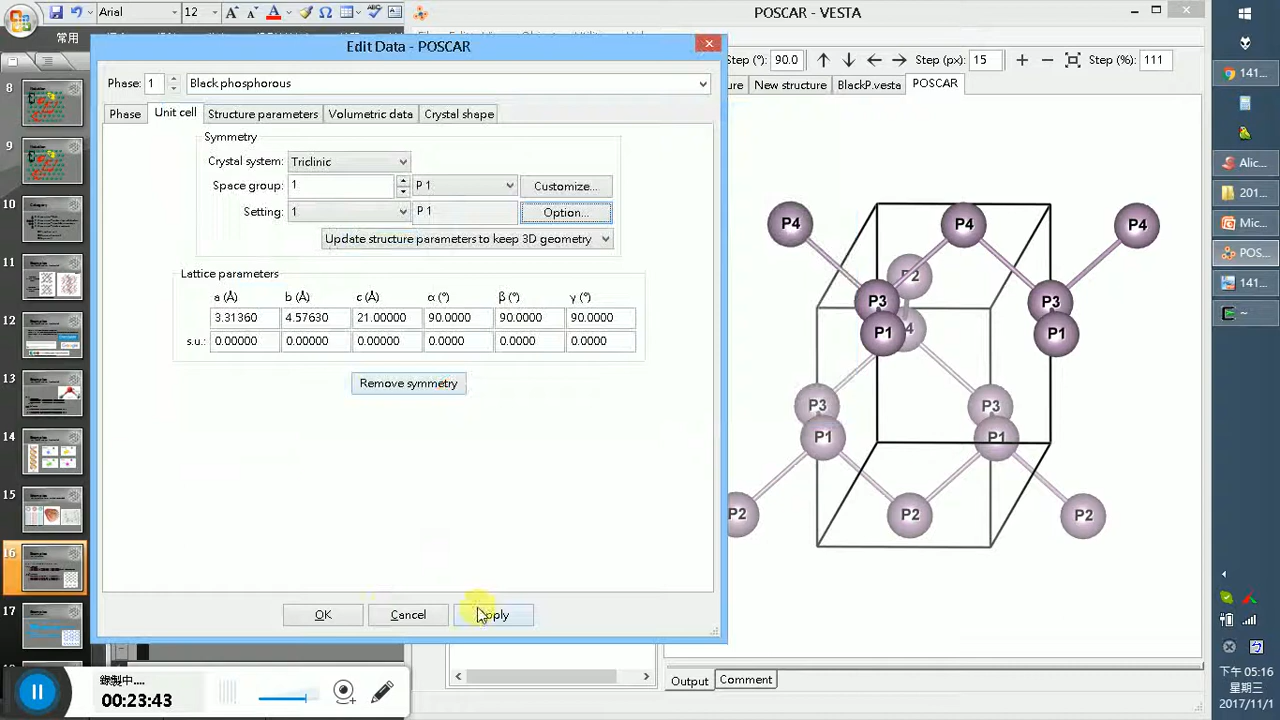 Arial 12 A A A Ω ABC
POSCAR - VESTA
常用
Edit Data - POSCAR
Step (°): 90.0 Step (px): 15 Step (%): 111
Phase: 1 Black phosphorous
New structure BlackP.vesta POSCAR
Phase Unit cell Structure parameters Volumetric data Crystal shape
Symmetry
Crystal system: Triclinic
Space group: 1 P 1 Customize...
Setting: 1 P 1 Option...
Update structure parameters to keep 3D geometry
Lattice parameters
a (Å) b (Å) c (Å) α (°) β (°) γ (°)
3.31360 4.57630 21.00000 90.0000 90.0000 90.0000
s.u.: 0.00000 0.00000 0.00000 0.0000 0.0000 0.0000
Remove symmetry
OK Cancel Apply
P4 P4 P4
P2
P3 P3
P1 P1
P3 P3
P1 P1
P2 P2 P2
8
9
10
11
12
13
14
15
16
17
Output Comment
錄製中....
00:23:43
141...
Alic...
201...
Mic...
POS...
141...
~
下午 05:16
星期三
2017/11/1